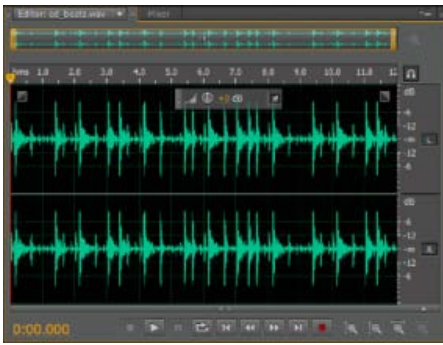 Editor: cd_beatz.wav Mixer
hms 1.0 2.0 3.0 4.0 5.0 6.0 7.0 8.0 9.0 10.0 11.0 12
+0 dB
dB
-6
-12
-∞ L
-12
-6
dB
-6
-12
-∞ R
-12
-6
0:00.000